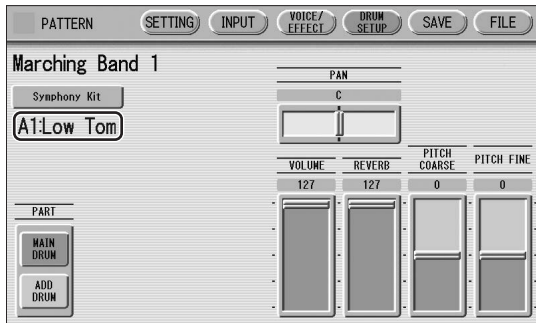 PATTERN SETTING INPUT VOICE/ EFFECT DRUM SETUP SAVE FILE
Marching Band 1
PAN
Symphony Kit
C
A1:Low Tom
VOLUME REVERB PITCH COARSE PITCH FINE
127 127 0 0
PART
MAIN DRUM
ADD DRUM